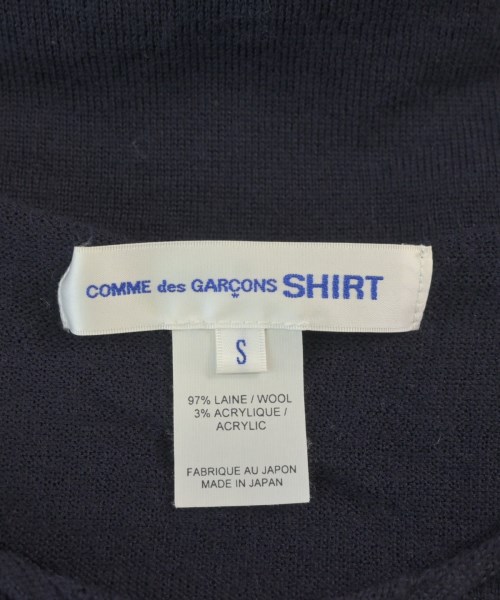 COMME des GARÇONS SHIRT
S
97% LAINE / WOOL
3% ACRYLIQUE /
ACRYLIC
FABRIQUE AU JAPON
MADE IN JAPAN